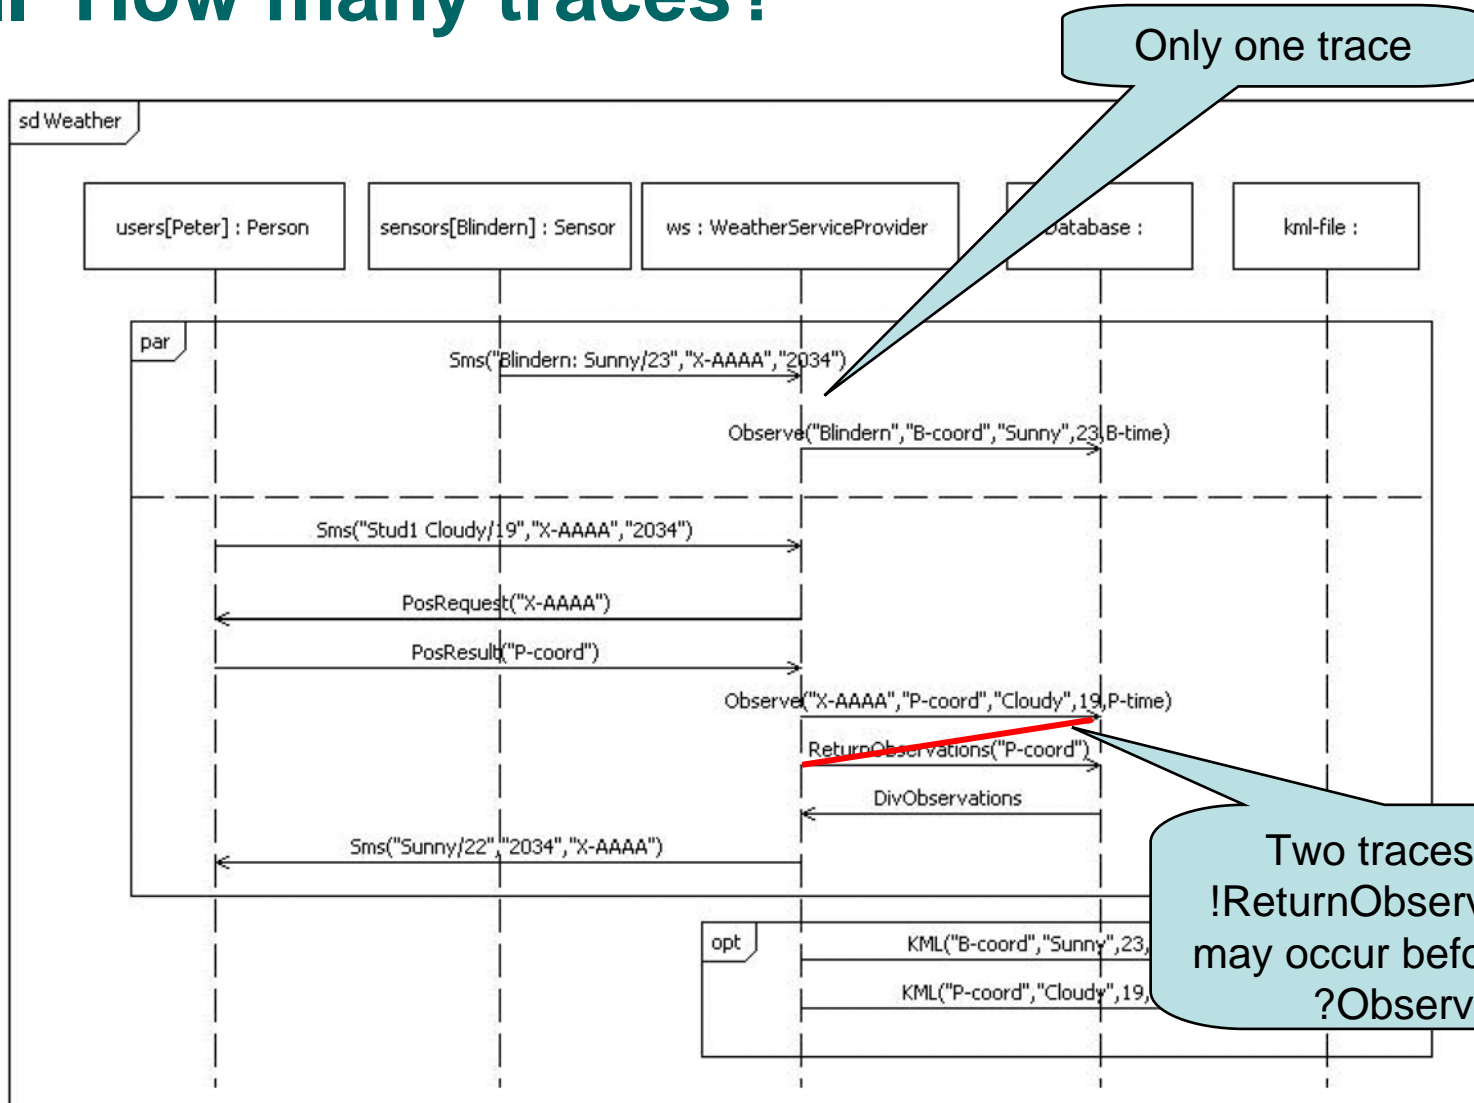 How many traces?
Only one trace
sd Weather
users[Peter] : Person
sensors[Blindern] : Sensor
ws : WeatherServiceProvider
Database :
kml-file :
par
Sms("Blindern: Sunny/23","X-AAAA","2034")
Observe("Blindern","B-coord","Sunny",23,B-time)
Sms("Stud1 Cloudy/19","X-AAAA","2034")
PosRequest("X-AAAA")
PosResult("P-coord")
Observe("X-AAAA","P-coord","Cloudy",19,P-time)
ReturnObservations("P-coord")
DivObservations
Sms("Sunny/22","2034","X-AAAA")
Two traces
!ReturnObserv
may occur befo
?Observ
opt
KML("B-coord","Sunny",23,
KML("P-coord","Cloudy",19,